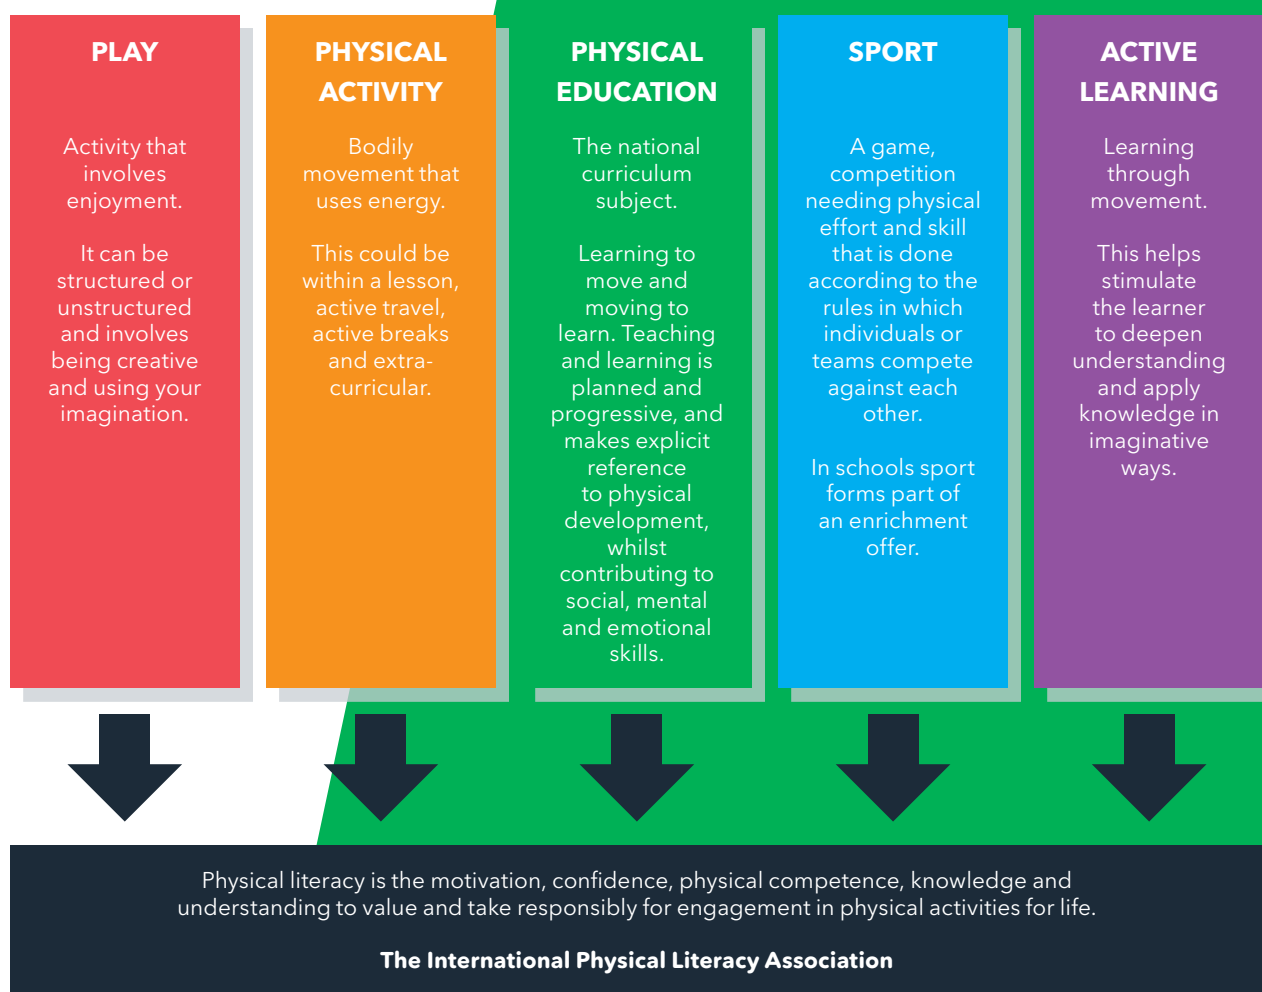 PLAY
Activity that
involves
enjoyment.
It can be
structured or
unstructured
and involves
being creative
and using your
imagination.
PHYSICAL
ACTIVITY
Bodily
movement that
uses energy.
This could be
within a lesson,
active travel,
active breaks
and extra-
curricular.
PHYSICAL
EDUCATION
The national
curriculum
subject.
Learning to
move and
moving to
learn. Teaching
and learning is
planned and
progressive, and
makes explicit
reference
to physical
development,
whilst
contributing to
social, mental
and emotional
skills.
SPORT
A game,
competition
needing physical
effort and skill
that is done
according to the
rules in which
individuals or
teams compete
against each
other.
In schools sport
forms part of
an enrichment
offer.
ACTIVE
LEARNING
Learning
through
movement.
This helps
stimulate
the learner
to deepen
understanding
and apply
knowledge in
imaginative
ways.
Physical literacy is the motivation, confidence, physical competence, knowledge and
understanding to value and take responsibly for engagement in physical activities for life.
The International Physical Literacy Association